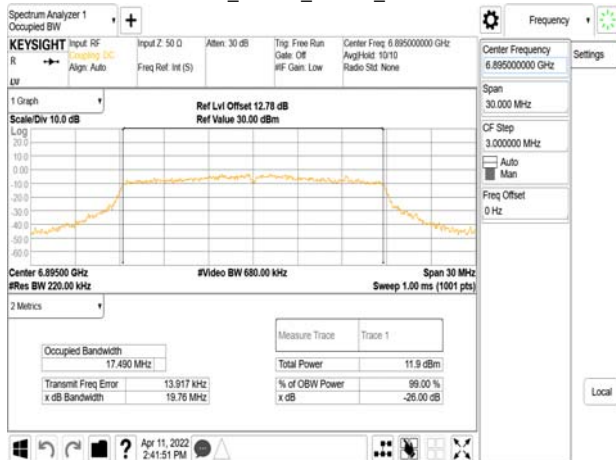 Spectrum Analyzer 1
Occupied BW
+
Frequency
KEYSIGHT
R
LXI
Input: RF
Coupling: DC
Align: Auto
Input Z: 50 Ω
Freq Ref: Int (S)
Atten: 30 dB
Trig: Free Run
Gate: Off
#IF Gain: Low
Center Freq: 6.895000000 GHz
Avg|Hold: 10/10
Radio Std: None
Center Frequency
6.895000000 GHz
Settings
Span
30.000 MHz
CF Step
3.000000 MHz
Auto
Man
Freq Offset
0 Hz
Local
1 Graph
Scale/Div 10.0 dB
Ref Lvl Offset 12.78 dB
Ref Value 30.00 dBm
Log
20.0
10.0
0.00
-10.0
-20.0
-30.0
-40.0
-50.0
-60.0
Center 6.89500 GHz
#Res BW 220.00 kHz
#Video BW 680.00 kHz
Span 30 MHz
Sweep 1.00 ms (1001 pts)
2 Metrics
Measure Trace Trace 1
Occupied Bandwidth
17.490 MHz
Total Power 11.9 dBm
Transmit Freq Error 13.917 kHz
% of OBW Power 99.00 %
x dB Bandwidth 19.76 MHz
x dB -26.00 dB
?
Apr 11, 2022
2:41:51 PM